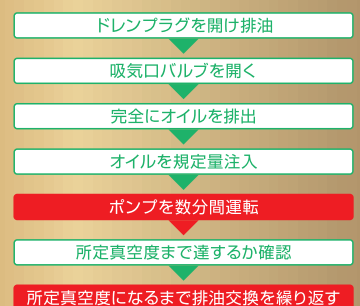 ドレンプラグを開け排油
吸気口バルブを開く
完全にオイルを排出
オイルを規定量注入
ポンプを数分間運転
所定真空度まで達するか確認
所定真空度になるまで排油交換を繰り返す